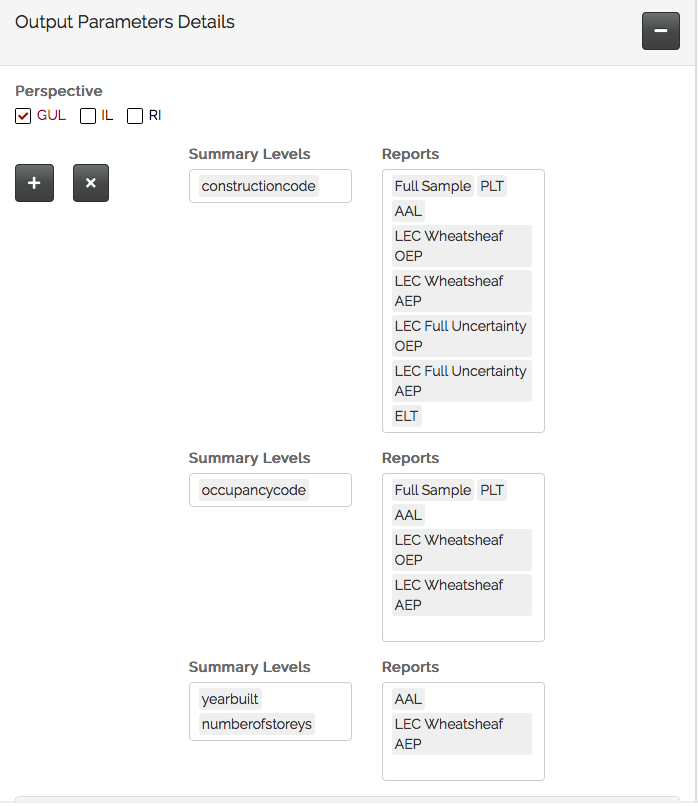 Output Parameters Details
Perspective
GUL IL RI
Summary Levels
constructioncode
Reports
Full Sample PLT
AAL
LEC Wheatsheaf
OEP
LEC Wheatsheaf
AEP
LEC Full Uncertainty
OEP
LEC Full Uncertainty
AEP
ELT
Summary Levels
occupancycode
Reports
Full Sample PLT
AAL
LEC Wheatsheaf
OEP
LEC Wheatsheaf
AEP
Summary Levels
yearbuilt
numberofstoreys
Reports
AAL
LEC Wheatsheaf
AEP